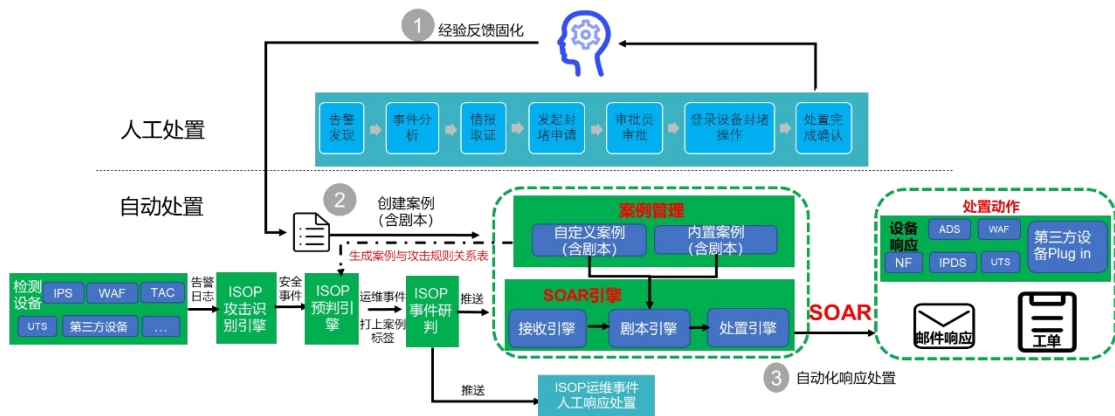 1 经验反馈固化
人工处置
告警
发现
事件分
析
情报
取证
发起封
堵申请
审批员
审批
登录设备封堵
操作
处置完
成确认
自动处置
2
创建案例
(含剧本)
生成案例与攻击规则关系表
案例管理
自定义案例
(含剧本)
内置案例
(含剧本)
处置动作
设备
响应
ADS
WAF
NF
IPDS
UTS
第三方设
备Plug in
邮件响应
工单
检测
设备
IPS
WAF
TAC
UTS
第三方设备
...
告警
日志
ISOP
攻击识
别引擎
安全
事件
ISOP
预判引
擎
运维事件
打上案例
标签
ISOP
事件研
判
推送
SOAR引擎
接收引擎
剧本引擎
处置引擎
SOAR
3 自动化响应处置
推送
ISOP运维事件
人工响应处置